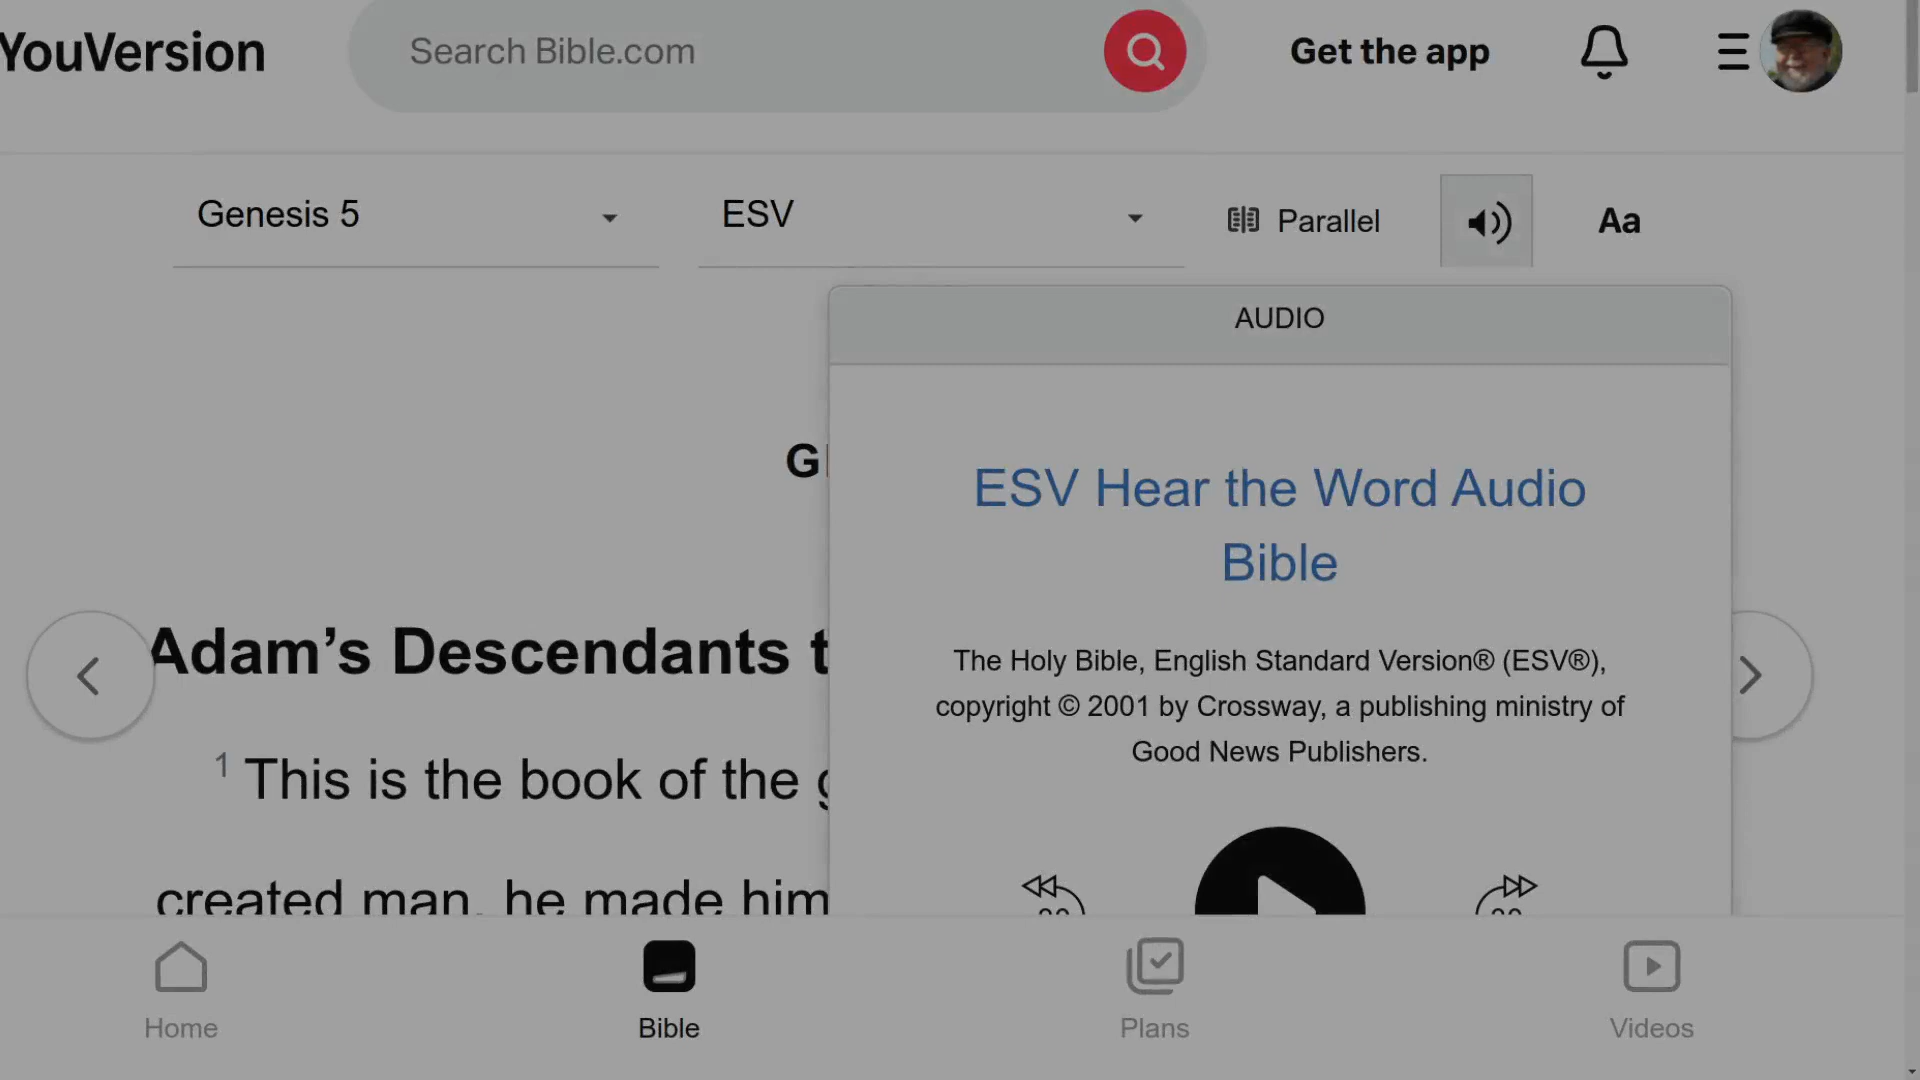 YouVersion
Search Bible.com
Get the app
Genesis 5
ESV
Parallel
Aa
AUDIO
ESV Hear the Word Audio
Bible
The Holy Bible, English Standard Version® (ESV®),
copyright © 2001 by Crossway, a publishing ministry of
Good News Publishers.
G
Adam’s Descendants t
1 This is the book of the g
created man, he made him
Home
Bible
Plans
Videos